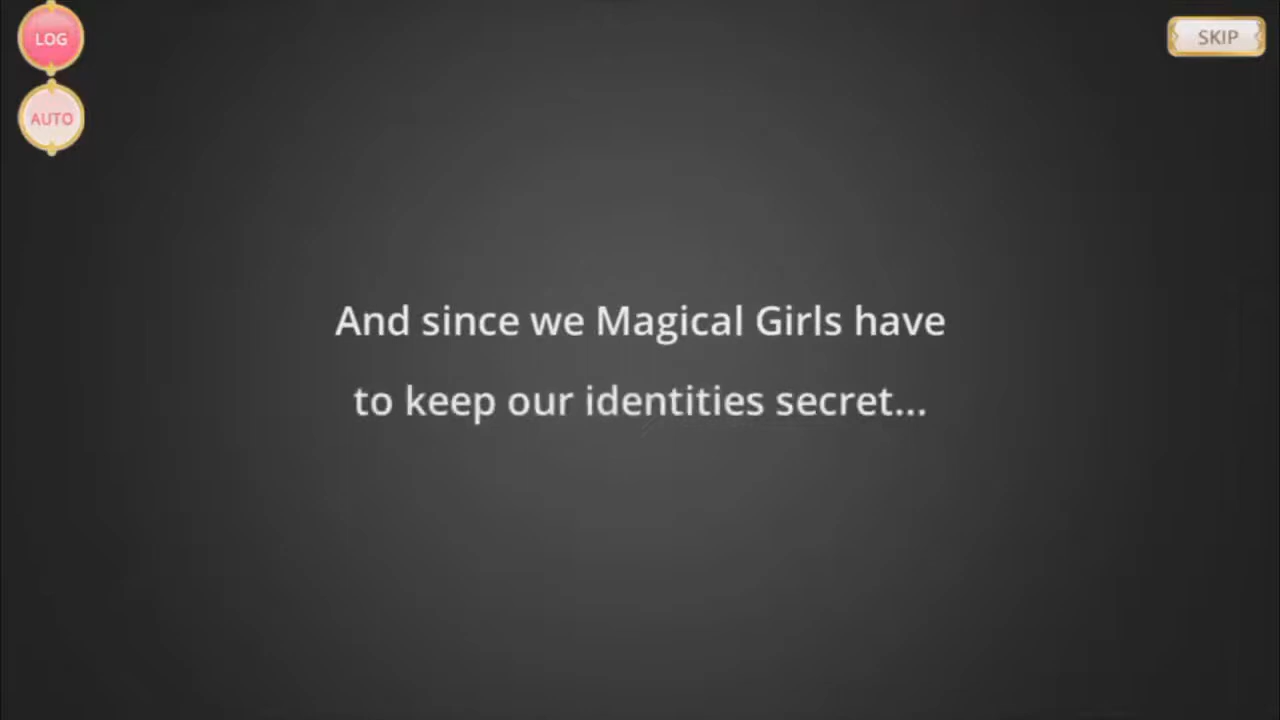 LOG
SKIP
AUTO
And since we Magical Girls have
to keep our identities secret...